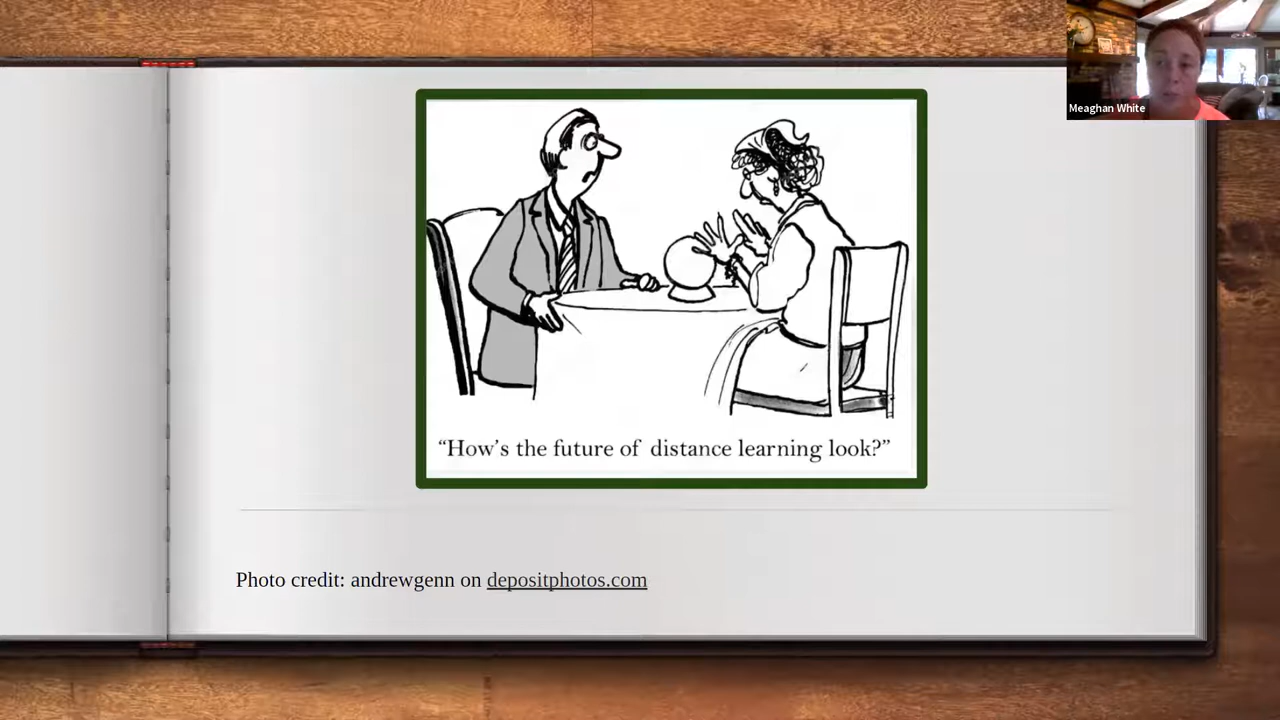 Meaghan White
“How’s the future of distance learning look?”
Photo credit: andrewgenn on depositphotos.com